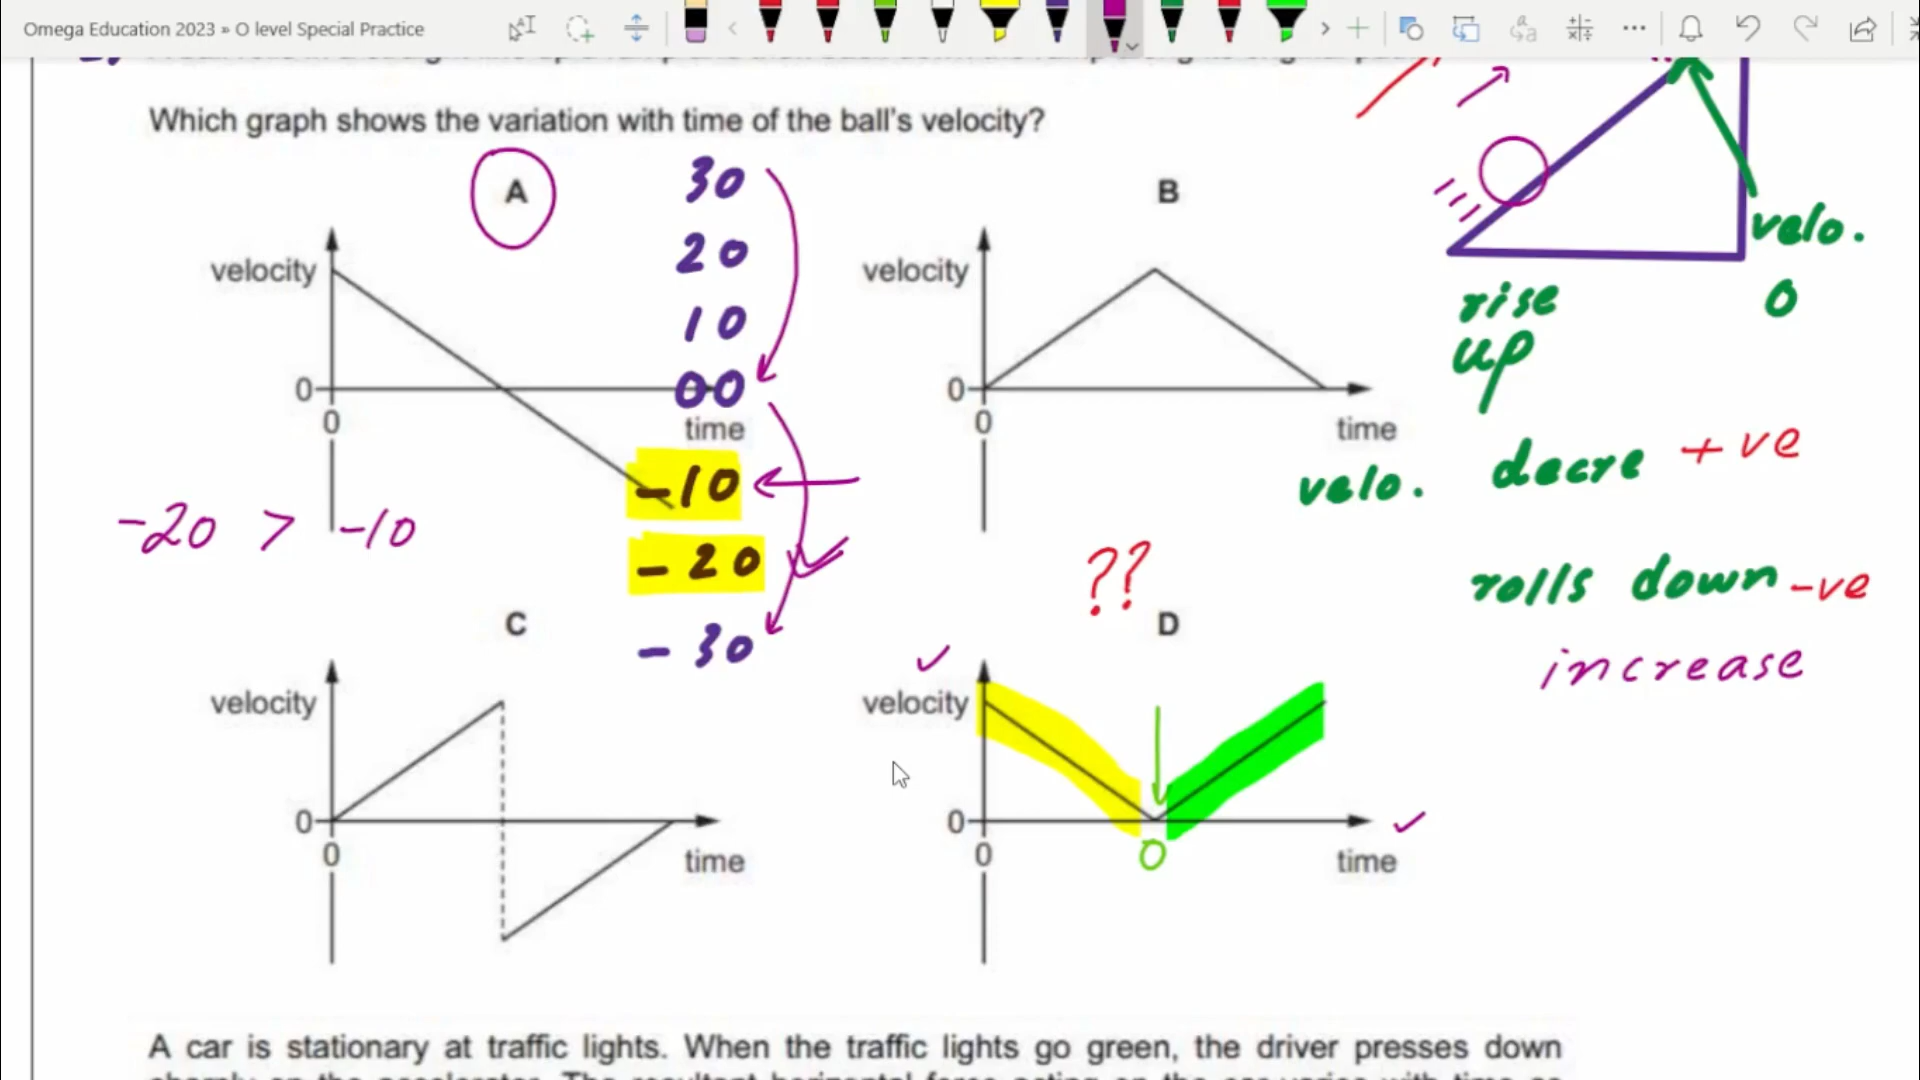 Omega Education 2023 » O level Special Practice
Which graph shows the variation with time of the ball's velocity?
A
30
20
10
00
-10
-20
-30
velocity
0
0
time
-20 > -10
B
velocity
0
0
time
velo.
0
rise
up
velo. decre +ve
rolls down -ve
increase
C
velocity
0
0
time
??
D
velocity
0
0
0
time
A car is stationary at traffic lights. When the traffic lights go green, the driver presses down